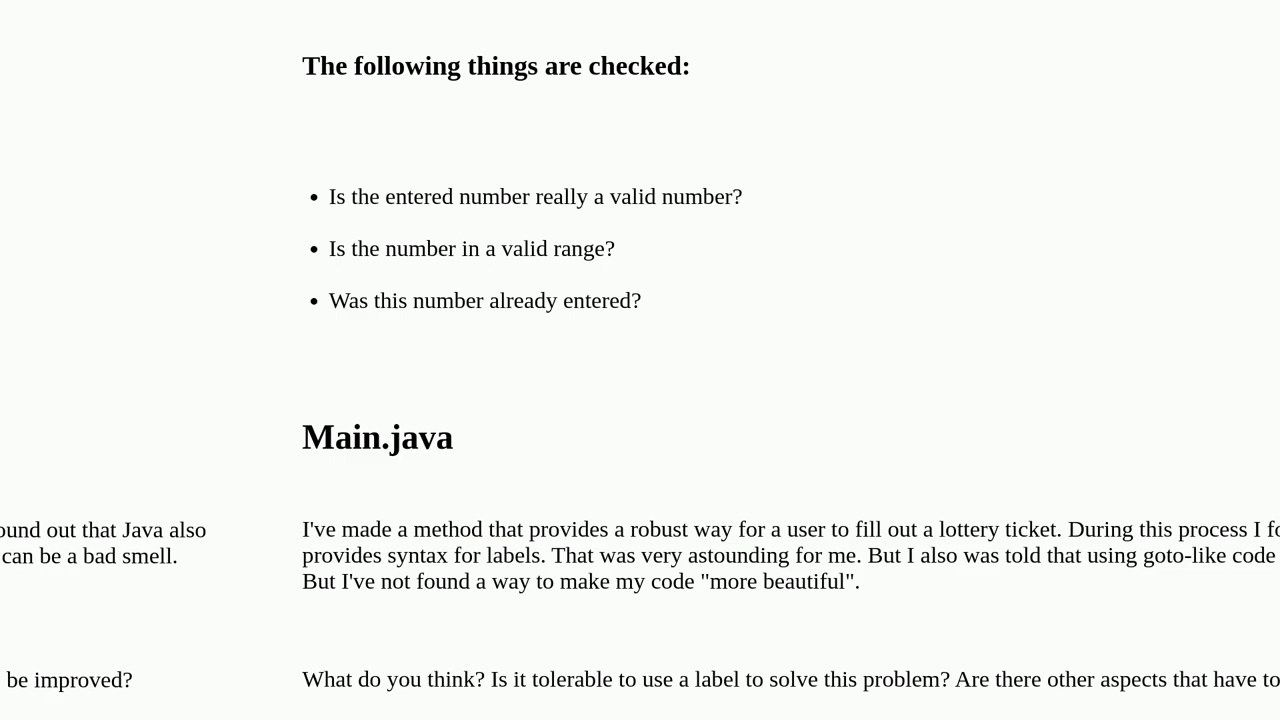 The following things are checked:
• Is the entered number really a valid number?
• Is the number in a valid range?
• Was this number already entered?
Main.java
ound out that Java also
can be a bad smell.
I've made a method that provides a robust way for a user to fill out a lottery ticket. During this process I fo
provides syntax for labels. That was very astounding for me. But I also was told that using goto-like code
But I've not found a way to make my code "more beautiful".
be improved?
What do you think? Is it tolerable to use a label to solve this problem? Are there other aspects that have to